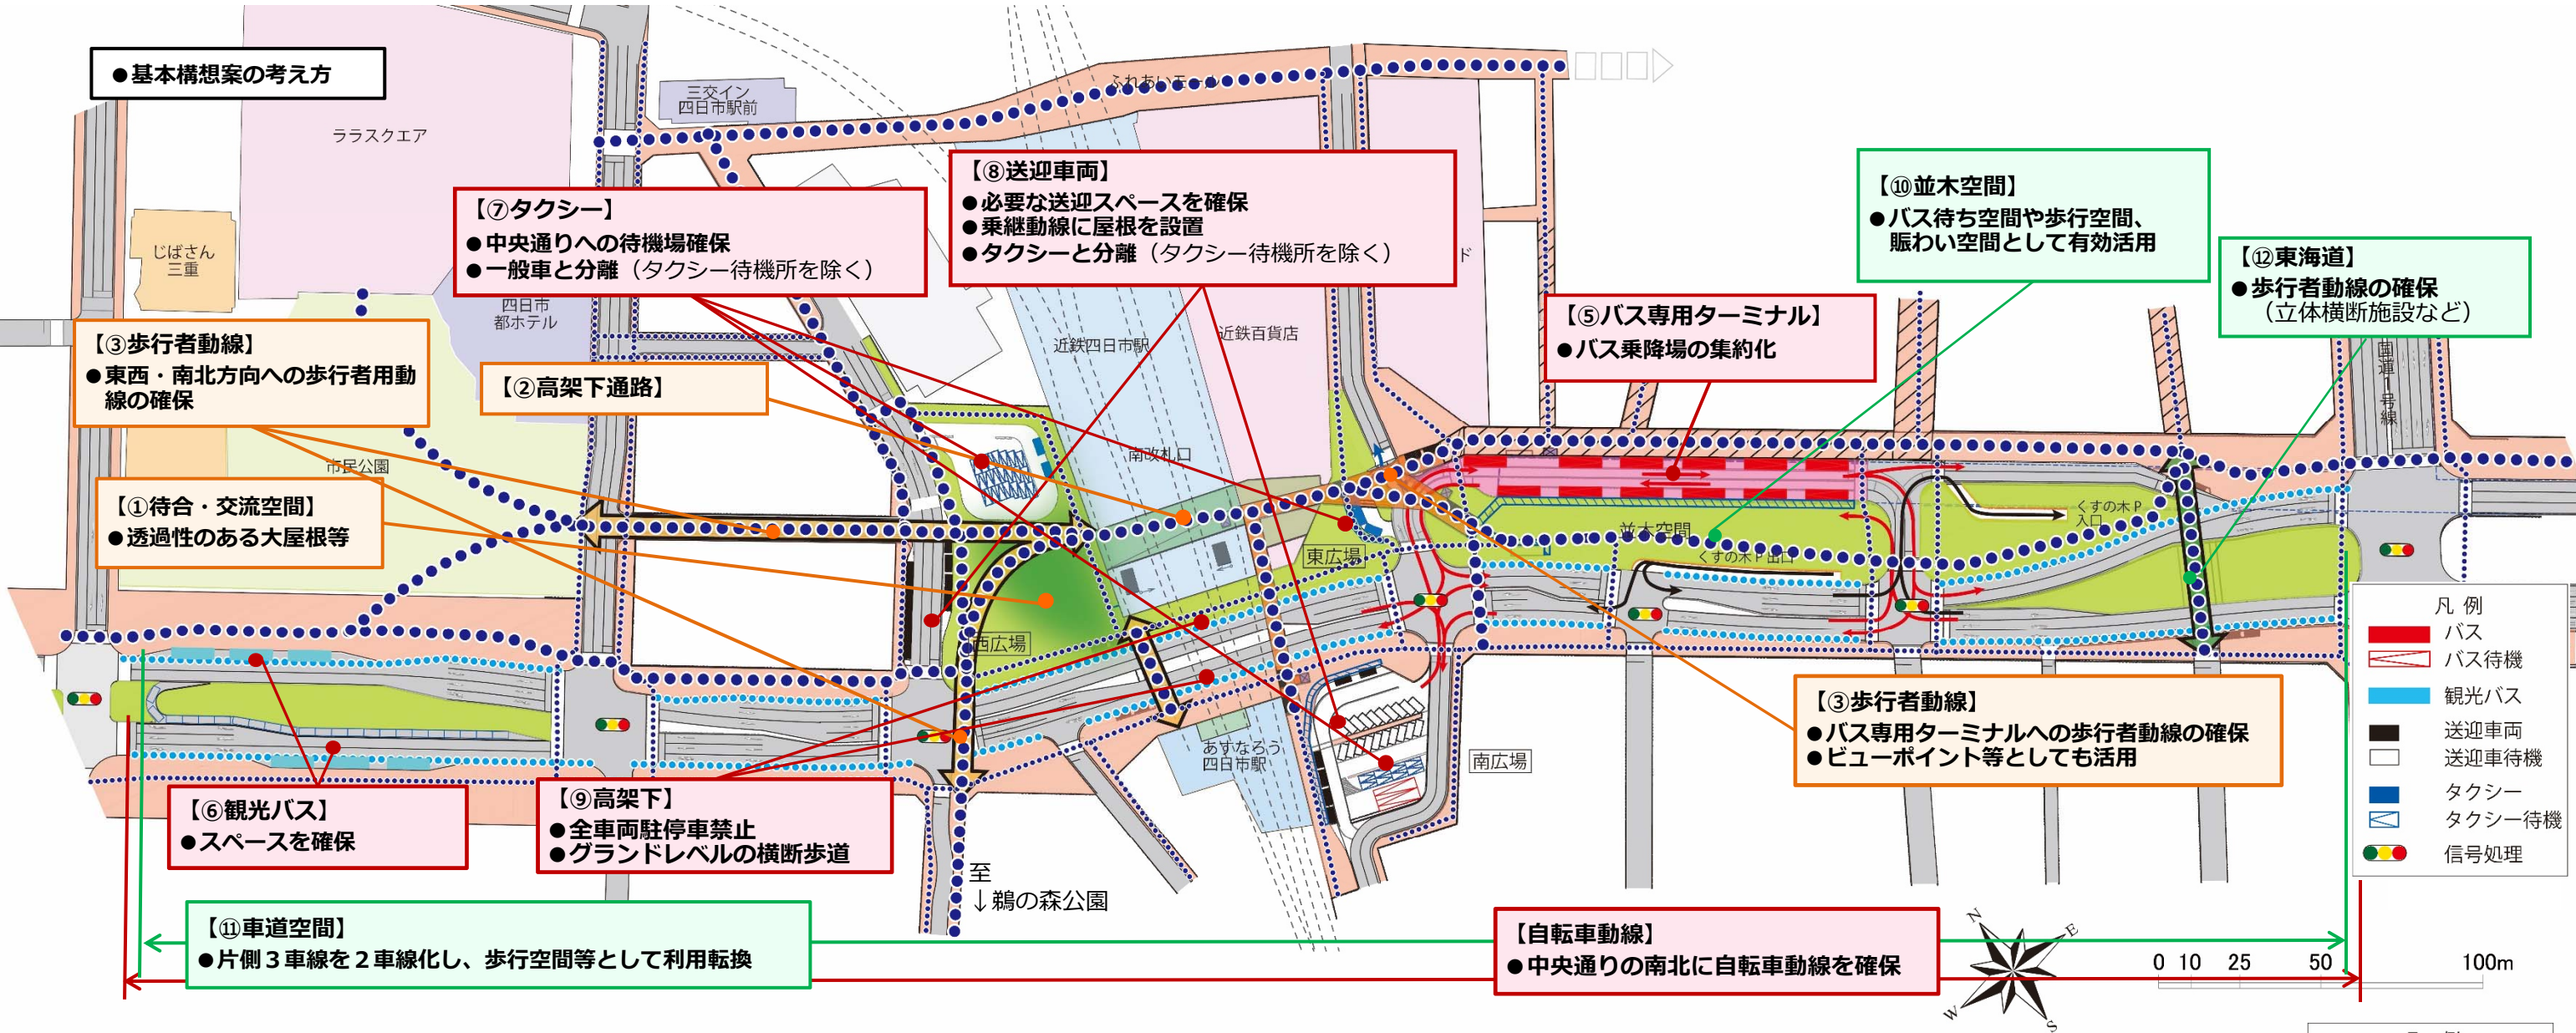 ●基本構想案の考え方
ララスクエア
三交イン
四日市駅前
ふれあいモール
じばさん
三重
【⑦タクシー】
●中央通りへの待機場確保
●一般車と分離（タクシー待機所を除く）
【⑧送迎車両】
●必要な送迎スペースを確保
●乗継動線に屋根を設置
●タクシーと分離（タクシー待機所を除く）
ド
【⑩並木空間】
●バス待ち空間や歩行空間、
賑わい空間として有効活用
【⑫東海道】
●歩行者動線の確保
（立体横断施設など）
【③歩行者動線】
●東西・南北方向への歩行者用動
線の確保
四日市
都ホテル
【②高架下通路】
近鉄四日市駅
近鉄百貨店
【⑤バス専用ターミナル】
●バス乗降場の集約化
国道1号線
市民公園
南改札口
【①待合・交流空間】
●透過性のある大屋根等
東広場
並木空間
くすの木P
入口
くすの木P出口
西広場
あすなろう
四日市駅
南広場
【③歩行者動線】
●バス専用ターミナルへの歩行者動線の確保
●ビューポイント等としても活用
凡 例
バス
バス待機
観光バス
送迎車両
送迎車待機
タクシー
タクシー待機
信号処理
【⑥観光バス】
●スペースを確保
【⑨高架下】
●全車両駐停車禁止
●グランドレベルの横断歩道
至
↓鵜の森公園
【⑪車道空間】
●片側３車線を２車線化し、歩行空間等として利用転換
【自転車動線】
●中央通りの南北に自転車動線を確保
N
E
W
S
0 10 25 50 100m